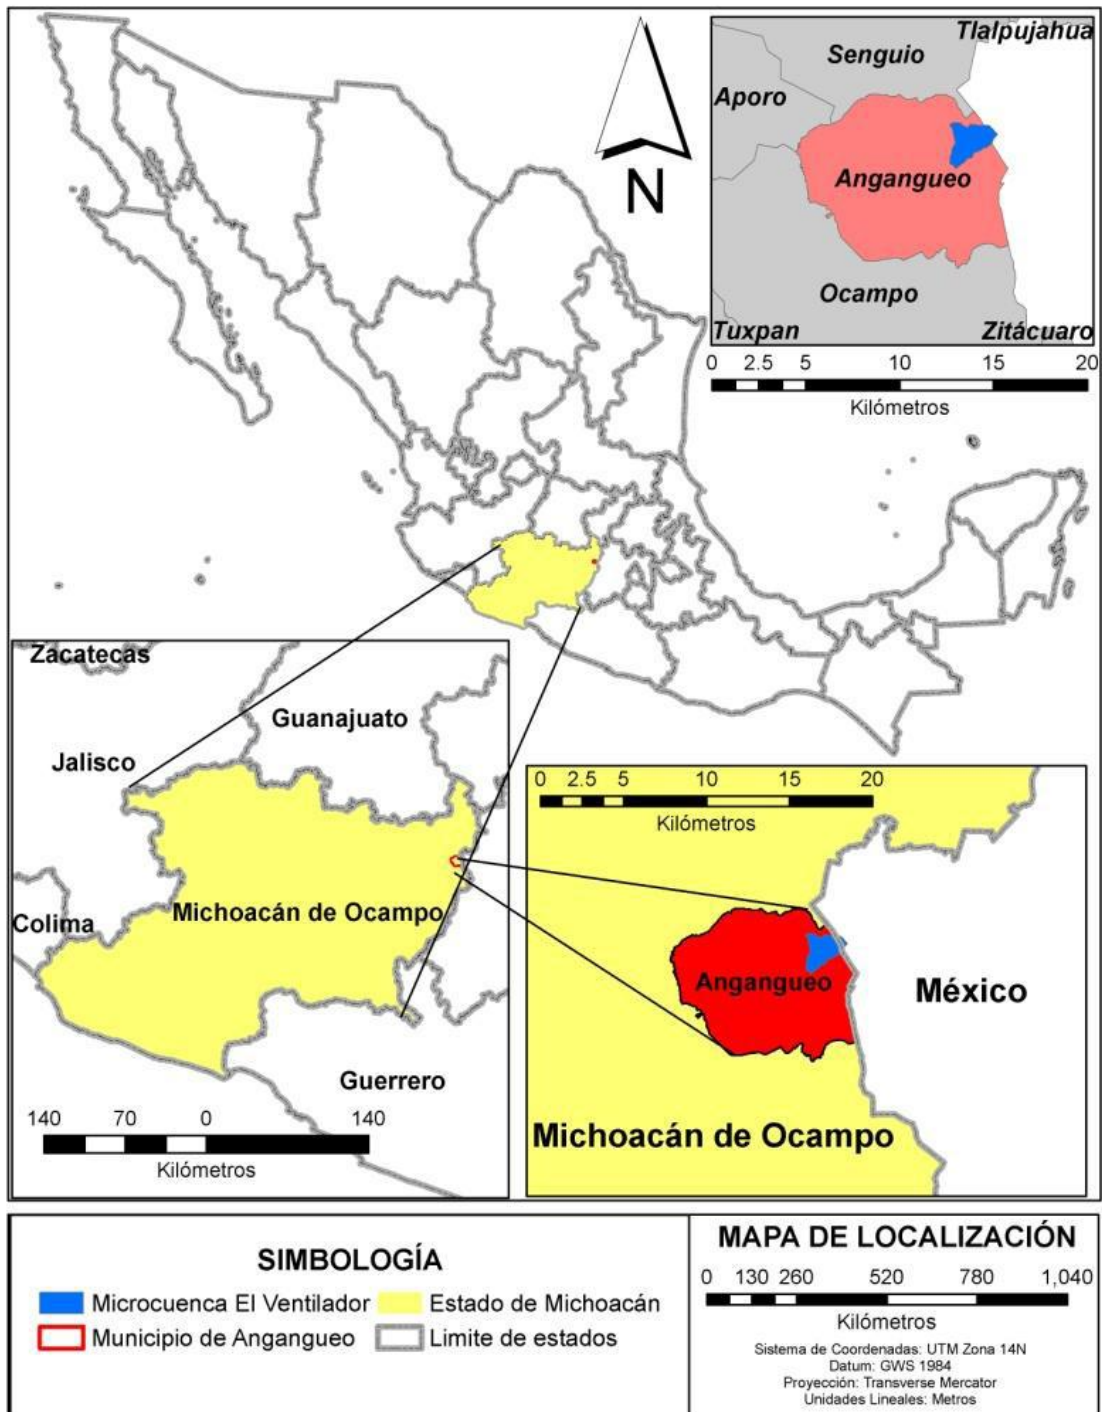 Tlalpujahua
Senguio
Aporo
Angangueo
Ocampo
Tuxpan
Zitácuaro
0 2.5 5 10 15 20
Kilómetros
N
Zacatecas
Guanajuato
Jalisco
Colima
Michoacán de Ocampo
Guerrero
140 70 0 140
Kilómetros
0 2.5 5 10 15 20
Kilómetros
Angangueo
México
Michoacán de Ocampo
SIMBOLOGÍA
Microcuenca El Ventilador
Estado de Michoacán
Municipio de Angangueo
Limite de estados
MAPA DE LOCALIZACIÓN
0 130 260 520 780 1,040
Kilómetros
Sistema de Coordenadas: UTM Zona 14N
Datum: GWS 1984
Proyección: Transverse Mercator
Unidades Lineales: Metros